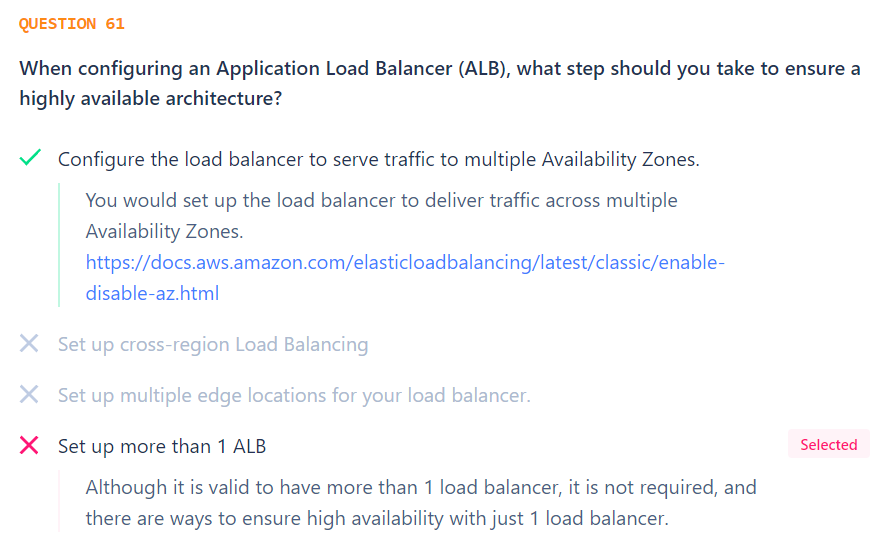 QUESTION 61
When configuring an Application Load Balancer (ALB), what step should you take to ensure a
highly available architecture?
Configure the load balancer to serve traffic to multiple Availability Zones.
You would set up the load balancer to deliver traffic across multiple
Availability Zones.
https://docs.aws.amazon.com/elasticloadbalancing/latest/classic/enable-
disable-az.html
Set up cross-region Load Balancing
Set up multiple edge locations for your load balancer.
Set up more than 1 ALB
Selected
Although it is valid to have more than 1 load balancer, it is not required, and
there are ways to ensure high availability with just 1 load balancer.